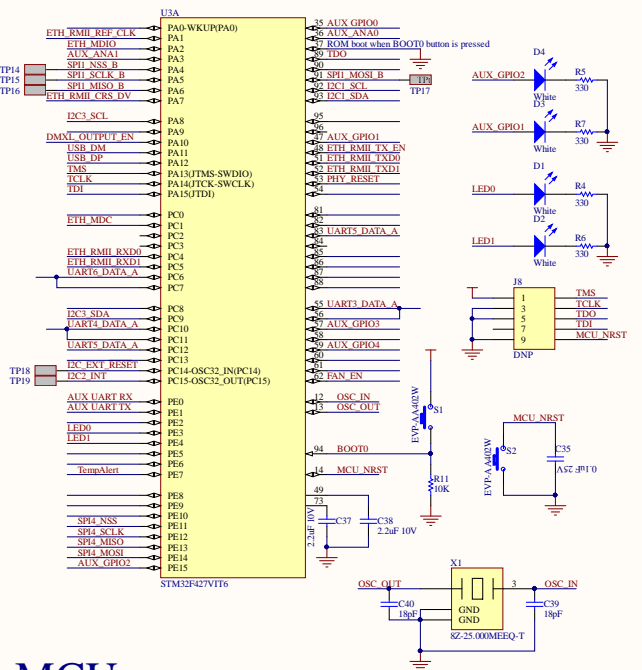 U3A
PA0-WKUP(PA0)
ETH_RMII_REF_CLK PA1
ETH_MDIO PA2
AUX_ANA1 PA3
TP14 SPI1_NSS_B PA4
TP15 SPI1_SCLK_B PA5
TP16 SPI1_MISO_B PA6
ETH_RMII_CRS_DV PA7
I2C3_SCL PA8
PA9
DMXL_OUTPUT_EN PA10
USB_DM PA11
USB_DP PA12
TMS PA13(JTMS-SWDIO)
TCLK PA14(JTCK-SWCLK)
TDI PA15(JTDI)
PC0
ETH_MDC PC1
PC2
PC3
ETH_RMII_RXD0 PC4
ETH_RMII_RXD1 PC5
UART6_DATA_A PC6
PC7
PC8
I2C3_SDA PC9
UART4_DATA_A PC10
PC11
UART5_DATA_A PC12
PC13
TP18 I2C_EXT_RESET PC14-OSC32_IN(PC14)
TP19 I2C2_INT PC15-OSC32_OUT(PC15)
AUX UART RX PE0
AUX UART TX PE1
PE2
LED0 PE3
LED1 PE4
PE5
PE6
TempAlert PE7
PE8
PE9
PE10
SPI4_NSS PE11
SPI4_SCLK PE12
SPI4_MISO PE13
SPI4_MOSI PE14
AUX_GPIO2 PE15
STM32F427VIT6
35 AUX_GPIO0
36 AUX_ANA0
37 ROM boot when BOOT0 button is pressed
89 TDO
90
91 SPI1_MOSI_B
TP17
92 I2C1_SCL
93 I2C1_SDA
95
96
47 AUX_GPIO1
48 ETH_RMII_TX_EN
51 ETH_RMII_TXD0
52 ETH_RMII_TXD1
53 PHY_RESET
54
81
82
83 UART5_DATA_A
84
85
86
87
88
55 UART3_DATA_A
56
57 AUX_GPIO3
58
59 AUX_GPIO4
60
61
62 FAN_EN
12 OSC_IN
13 OSC_OUT
94 BOOT0
14 MCU_NRST
49
73
C37
2.2uF 10V
C38
2.2uF 10V
EVP-AA402W
S1
R11
10K
D4
AUX_GPIO2
White
R5
330
D3
AUX_GPIO1
White
R7
330
D1
LED0
White
R4
330
D2
LED1
White
R6
330
J8
1 TMS
3 TCLK
5 TDO
7 TDI
9 MCU_NRST
DNP
MCU_NRST
EVP-AA402W
S2
C35
0.1uF 25V
X1
OSC_OUT
3 OSC_IN
GND
GND
C40
18pF
C39
18pF
8Z-25.000MEEQ-T
MCU